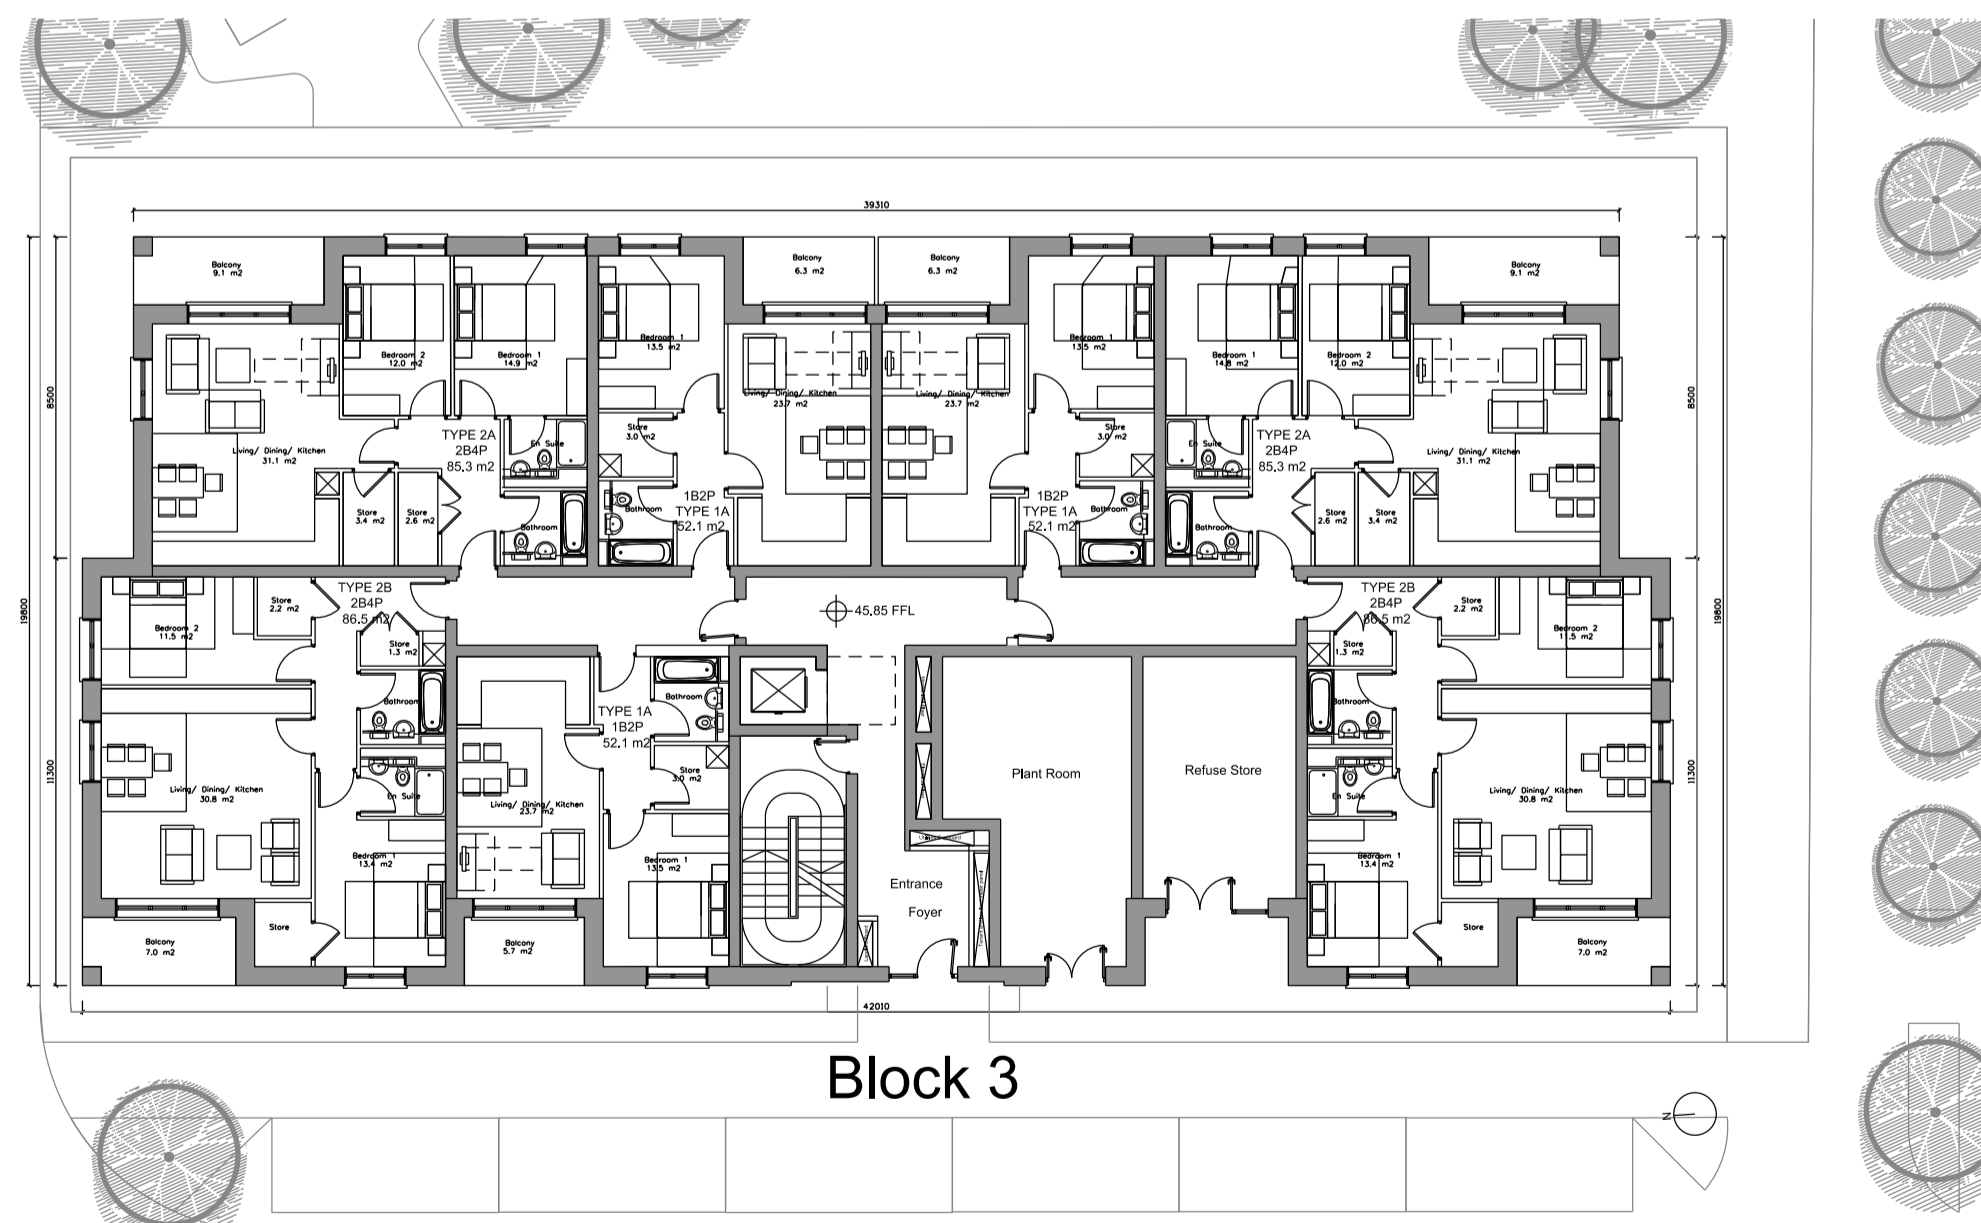 39310
Balcony
9.1 m2
Balcony
6.3 m2
Balcony
6.3 m2
Balcony
9.1 m2
Bedroom 2
12.0 m2
Bedroom 1
14.9 m2
Bedroom 1
13.5 m2
Living/ Dining/ Kitchen
23.7 m2
Living/ Dining/ Kitchen
23.7 m2
Bedroom 1
13.5 m2
Bedroom 1
14.8 m2
Bedroom 2
12.0 m2
8500
8500
Living/ Dining/ Kitchen
31.1 m2
TYPE 2A
2B4P
85.3 m2
En Suite
Store
3.0 m2
Store
3.0 m2
En Suite
TYPE 2A
2B4P
85.3 m2
Living/ Dining/ Kitchen
31.1 m2
Store
3.4 m2
Store
2.6 m2
Bathroom
Bathroom
1B2P
TYPE 1A
52.1 m2
1B2P
TYPE 1A
52.1 m2
Bathroom
Bathroom
Store
2.6 m2
Store
3.4 m2
19800
19800
Bedroom 2
11.5 m2
Store
2.2 m2
TYPE 2B
2B4P
86.5 m2
Store
1.3 m2
45.85 FFL
TYPE 2B
2B4P
86.5 m2
Store
1.3 m2
Store
2.2 m2
Bedroom 2
11.5 m2
Bathroom
TYPE 1A
1B2P
52.1 m2
Bathroom
Bathroom
11300
11300
Living/ Dining/ Kitchen
30.8 m2
En Suite
Living/ Dining/ Kitchen
23.7 m2
Store
3.0 m2
Plant Room
Refuse Store
En Suite
Living/ Dining/ Kitchen
30.8 m2
Bedroom 1
13.4 m2
Bedroom 1
13.5 m2
Entrance
Foyer
Bedroom 1
13.4 m2
Store
Store
Balcony
7.0 m2
Balcony
5.7 m2
Balcony
7.0 m2
42010
Block 3
N